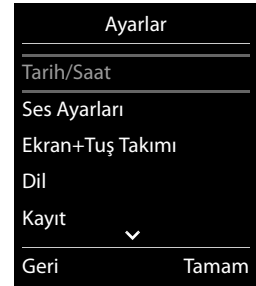 Ayarlar
Tarih/Saat
Ses Ayarları
Ekran+Tuş Takımı
Dil
Kayıt
Geri Tamam